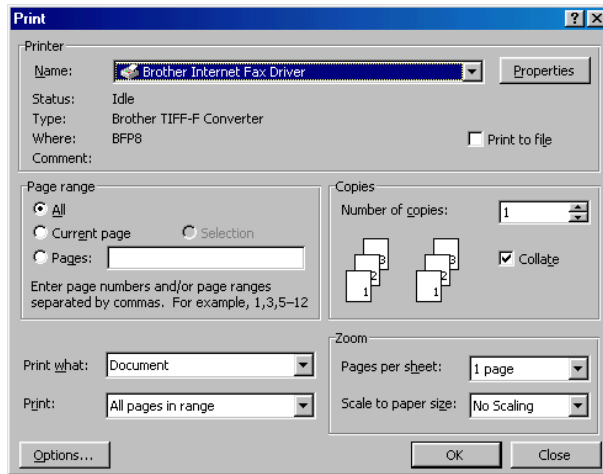 Print
Printer
Name: Brother Internet Fax Driver Properties
Status: Idle
Type: Brother TIFF-F Converter
Where: BFP8 Print to file
Comment:
Page range
All
Current page Selection
Pages:
Enter page numbers and/or page ranges
separated by commas. For example, 1,3,5–12
Copies
Number of copies: 1
1 2 3 1 2 3 Collate
Print what: Document
Print: All pages in range
Zoom
Pages per sheet: 1 page
Scale to paper size: No Scaling
Options... OK Close